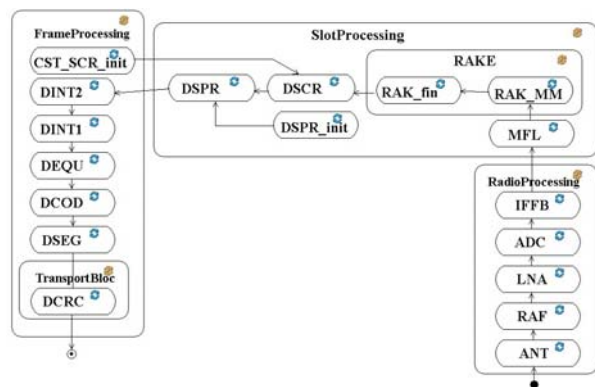 FrameProcessing
CST_SCR_init
DINT2
DINT1
DEQU
DCOD
DSEG
TransportBloc
DCRC
SlotProcessing
RAKE
DSPR
DSCR
RAK_fin
RAK_MM
DSPR_init
MFL
RadioProcessing
IFFB
ADC
LNA
RAF
ANT